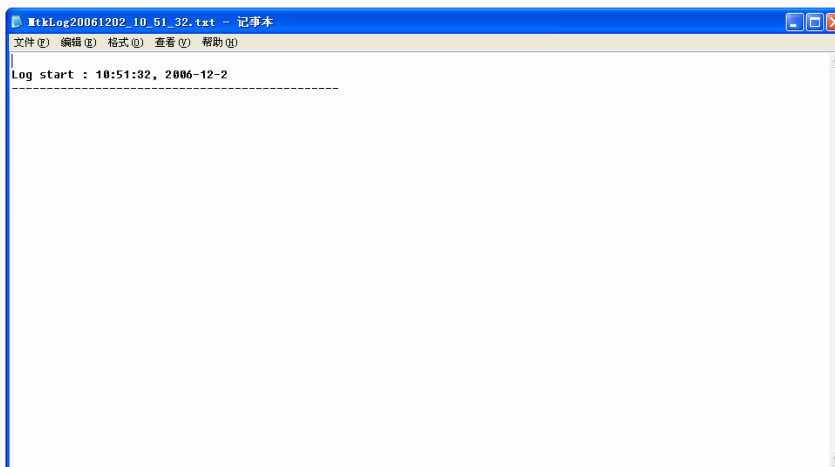 MtkLog20061202_10_51_32.txt - 记事本
文件(F) 编辑(E) 格式(O) 查看(V) 帮助(H)
Log start : 10:51:32, 2006-12-2
-----------------------------------------------